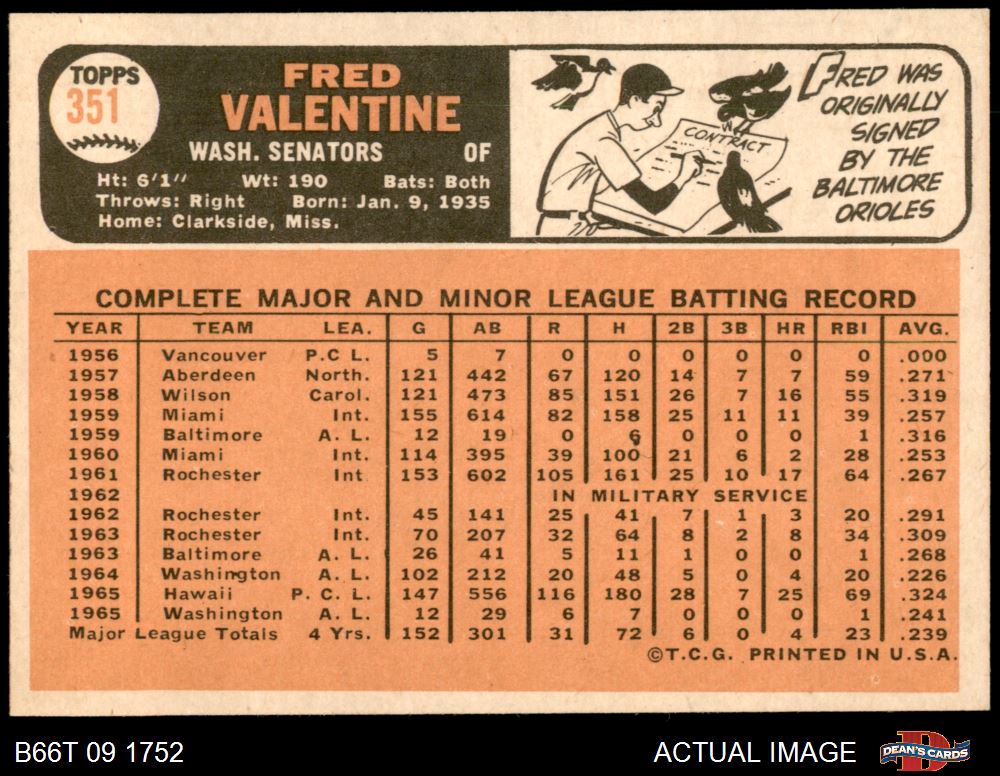 TOPPS
351
FRED
VALENTINE
WASH. SENATORS OF
Ht: 6'1" Wt: 190 Bats: Both
Throws: Right Born: Jan. 9, 1935
Home: Clarkside, Miss.
CONTRACT
FRED WAS
ORIGINALLY
SIGNED
BY THE
BALTIMORE
ORIOLES
COMPLETE MAJOR AND MINOR LEAGUE BATTING RECORD
YEAR TEAM LEA. G AB R H 2B 3B HR RBI AVG.
1956 Vancouver P.C L. 5 7 0 0 0 0 0 0 .000
1957 Aberdeen North. 121 442 67 120 14 7 7 59 .271
1958 Wilson Carol. 121 473 85 151 26 7 16 55 .319
1959 Miami Int. 155 614 82 158 25 11 11 39 .257
1959 Baltimore A. L. 12 19 0 6 0 0 0 1 .316
1960 Miami Int. 114 395 39 100 21 6 2 28 .253
1961 Rochester Int 153 602 105 161 25 10 17 64 .267
1962 IN MILITARY SERVICE
1962 Rochester Int. 45 141 25 41 7 1 3 20 .291
1963 Rochester Int. 70 207 32 64 8 2 8 34 .309
1963 Baltimore A. L. 26 41 5 11 1 0 0 1 .268
1964 Washington A. L. 102 212 20 48 5 0 4 20 .226
1965 Hawaii P. C. L. 147 556 116 180 28 7 25 69 .324
1965 Washington A. L. 12 29 6 7 0 0 0 1 .241
Major League Totals 4 Yrs. 152 301 31 72 6 0 4 23 .239
©T.C.G. PRINTED IN U.S.A.
B66T 09 1752 ACTUAL IMAGE DEAN'S CARDS